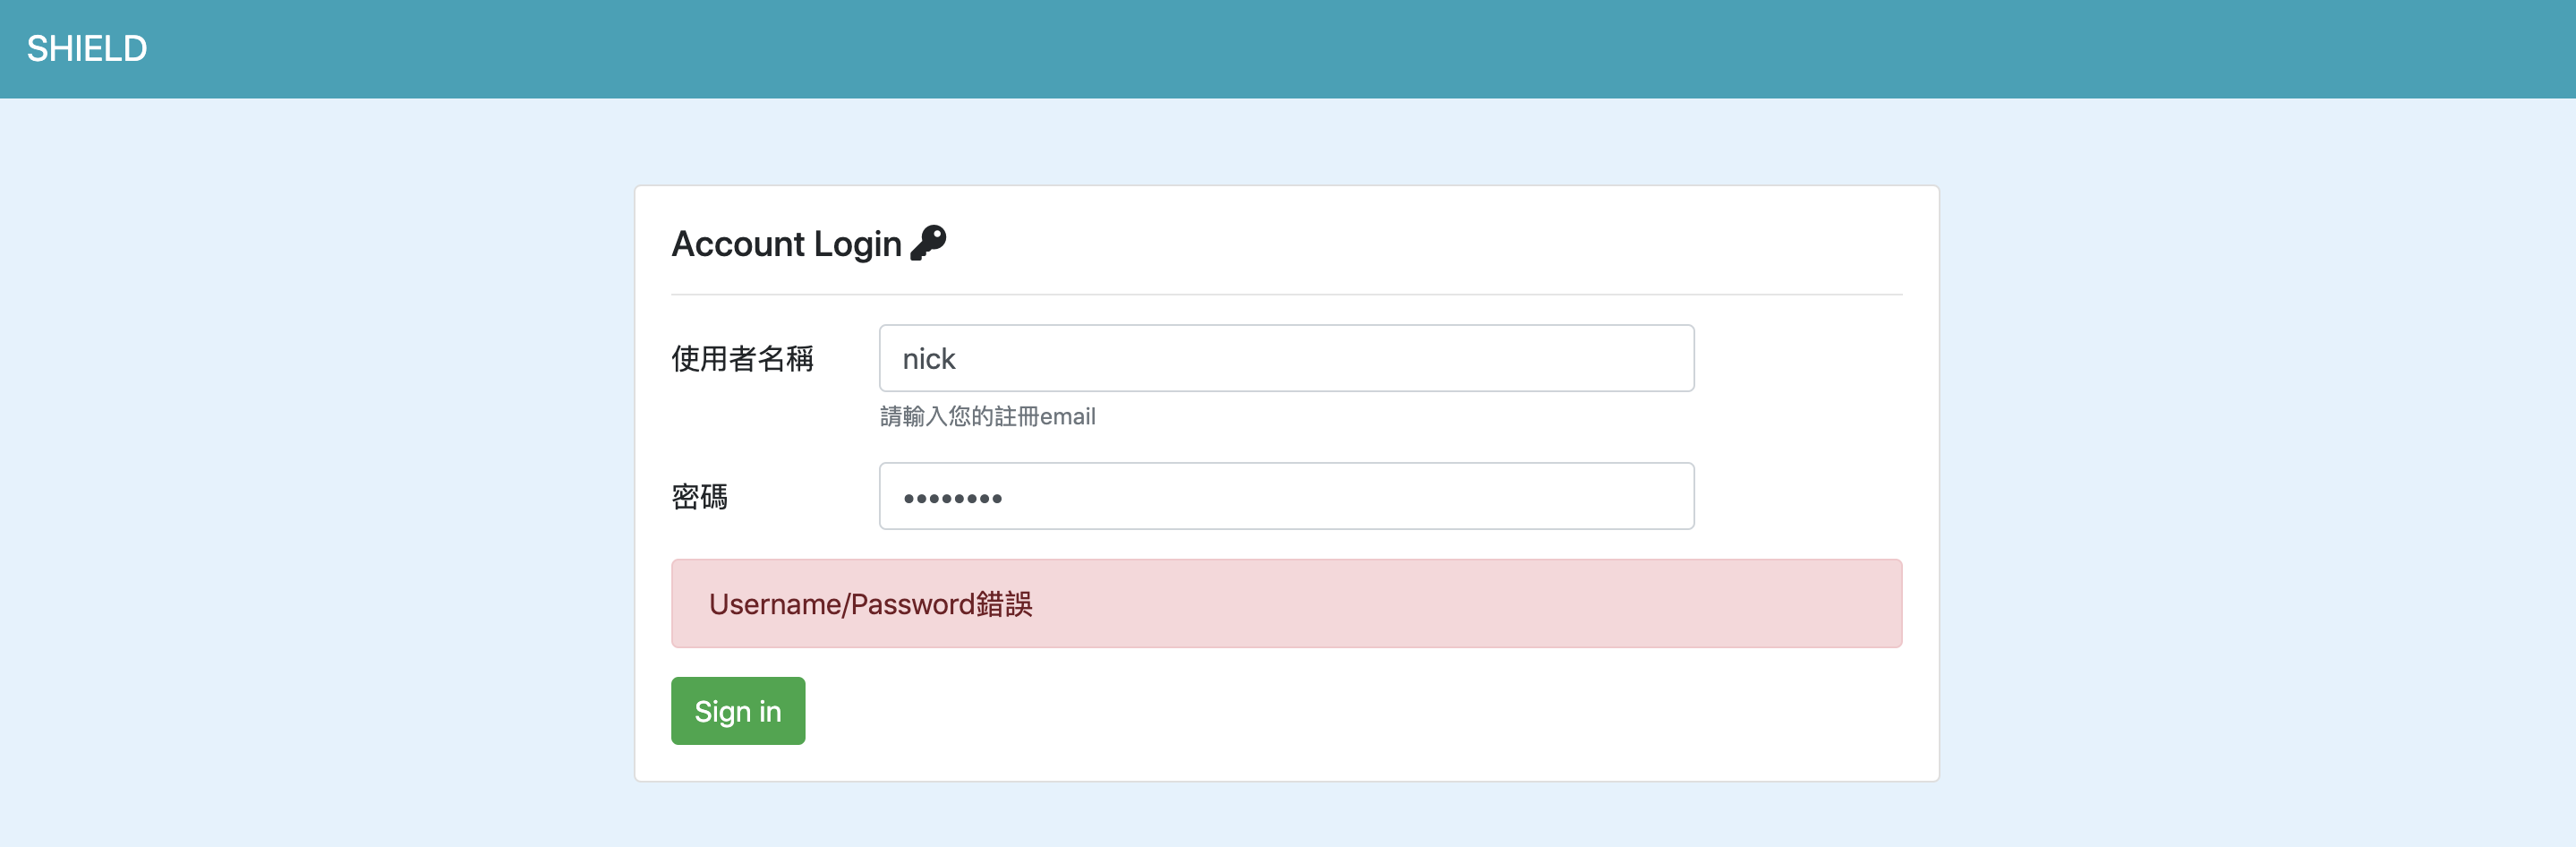 SHIELD
Account Login
使用者名稱
nick
請輸入您的註冊email
密碼
••••••••
Username/Password錯誤
Sign in